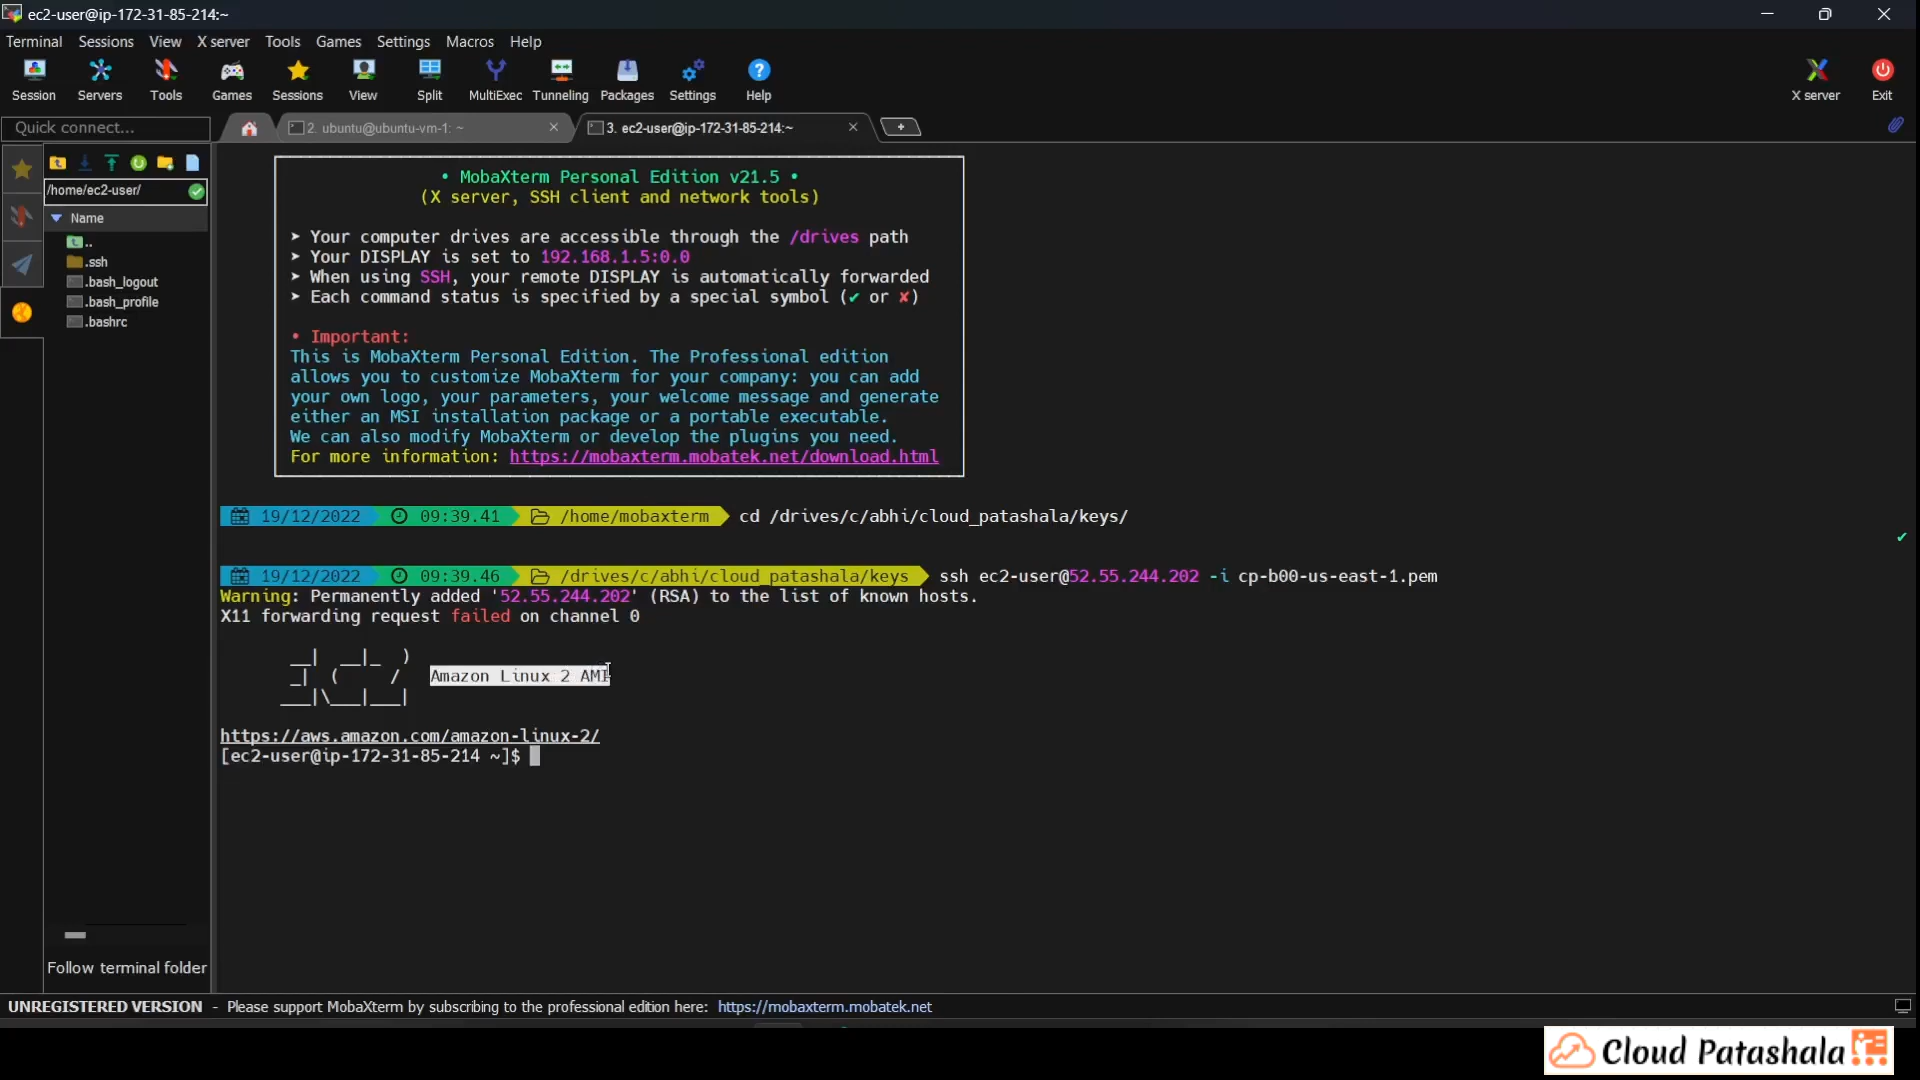 ec2-user@ip-172-31-85-214:~
Terminal Sessions View X server Tools Games Settings Macros Help
Session Servers Tools Games Sessions View Split MultiExec Tunneling Packages Settings Help X server Exit
Quick connect...
2. ubuntu@ubuntu-vm-1: ~
3. ec2-user@ip-172-31-85-214:~
/home/ec2-user/
Name
..
.ssh
.bash_logout
.bash_profile
.bashrc
Follow terminal folder
• MobaXterm Personal Edition v21.5 •
(X server, SSH client and network tools)
➤ Your computer drives are accessible through the /drives path
➤ Your DISPLAY is set to 192.168.1.5:0.0
➤ When using SSH, your remote DISPLAY is automatically forwarded
➤ Each command status is specified by a special symbol (✔ or ✘)
• Important:
This is MobaXterm Personal Edition. The Professional edition
allows you to customize MobaXterm for your company: you can add
your own logo, your parameters, your welcome message and generate
either an MSI installation package or a portable executable.
We can also modify MobaXterm or develop the plugins you need.
For more information: https://mobaxterm.mobatek.net/download.html
19/12/2022 09:39.41 /home/mobaxterm cd /drives/c/abhi/cloud_patashala/keys/
19/12/2022 09:39.46 /drives/c/abhi/cloud_patashala/keys ssh ec2-user@52.55.244.202 -i cp-b00-us-east-1.pem
Warning: Permanently added '52.55.244.202' (RSA) to the list of known hosts.
X11 forwarding request failed on channel 0
__|  __|_  )
_|  (     /   Amazon Linux 2 AMI
___|\___|___|
https://aws.amazon.com/amazon-linux-2/
[ec2-user@ip-172-31-85-214 ~]$
UNREGISTERED VERSION - Please support MobaXterm by subscribing to the professional edition here: https://mobaxterm.mobatek.net
Cloud Patashala